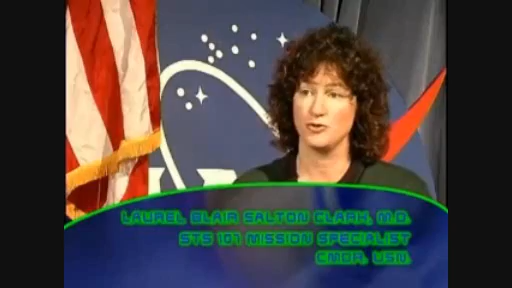 LAUREL BLAIR SALTON CLARK, M.D.
STS 107 MISSION SPECIALIST
CMDR, USN